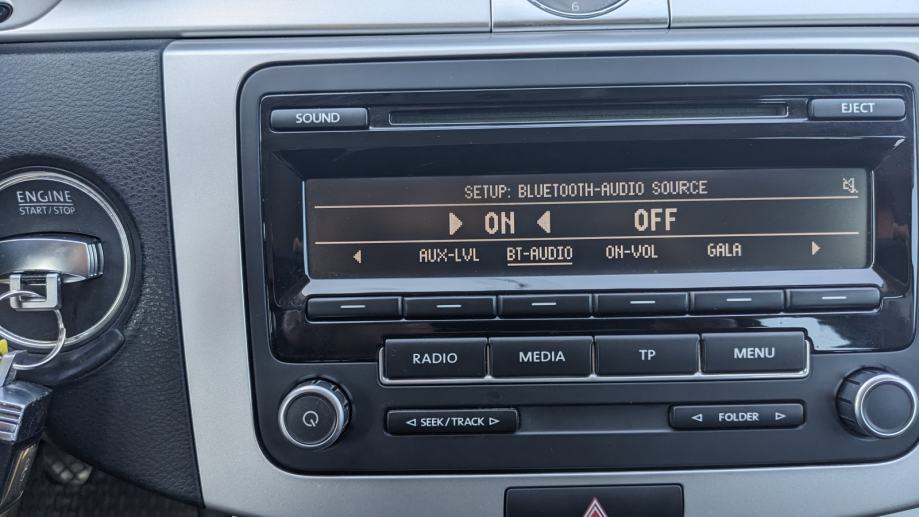 6
SOUND
EJECT
ENGINE
START/STOP
SETUP: BLUETOOTH-AUDIO SOURCE
ON OFF
AUX-LVL BT-AUDIO ON-VOL GALA
RADIO MEDIA TP MENU
SEEK/TRACK FOLDER